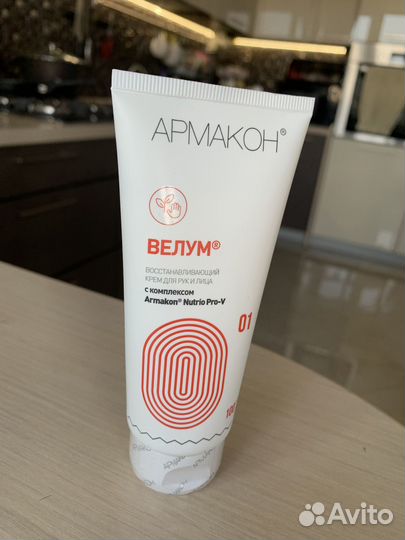 АРМАКОН®
ВЕЛУМ®
ВОССТАНАВЛИВАЮЩИЙ
КРЕМ ДЛЯ РУК И ЛИЦА
С КОМПЛЕКСОМ
Armakon® Nutrio Pro-V
01
Avito